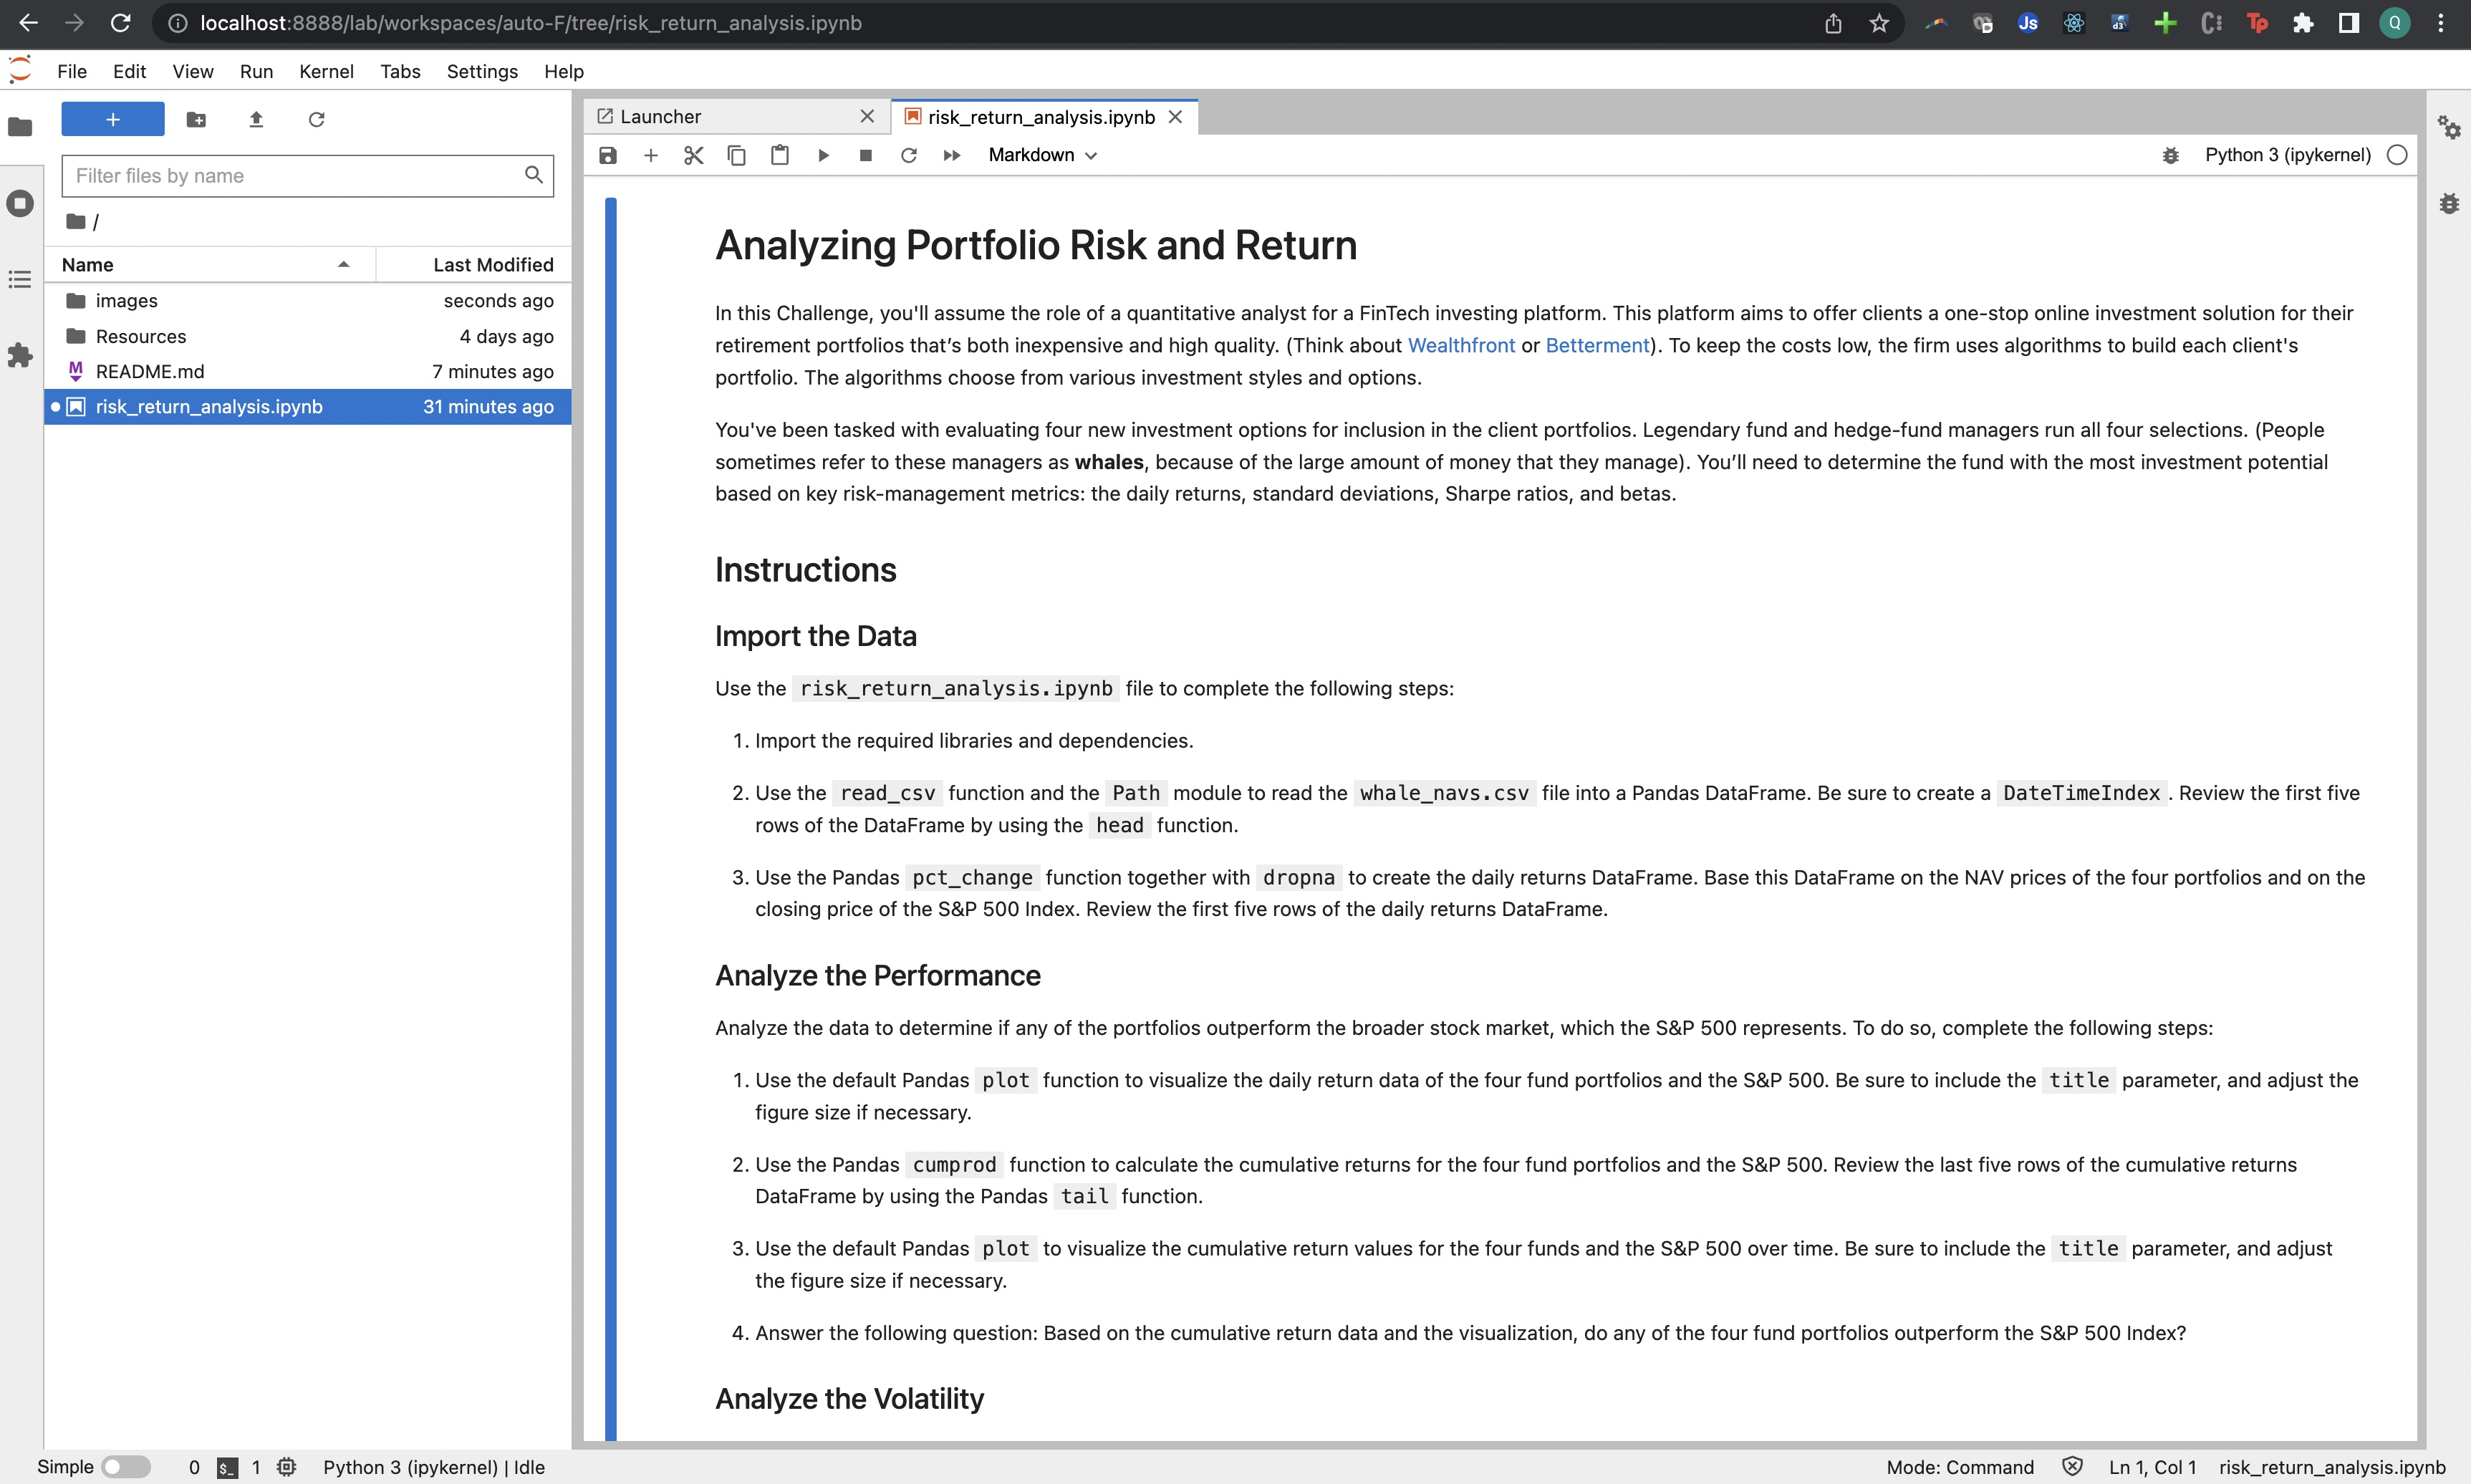 localhost:8888/lab/workspaces/auto-F/tree/risk_return_analysis.ipynb
Js
d3
Tp
Q
File Edit View Run Kernel Tabs Settings Help
+
Launcher
risk_return_analysis.ipynb
Markdown
Python 3 (ipykernel)
Filter files by name
/
Name Last Modified
images seconds ago
Resources 4 days ago
README.md 7 minutes ago
risk_return_analysis.ipynb 31 minutes ago
Analyzing Portfolio Risk and Return
In this Challenge, you'll assume the role of a quantitative analyst for a FinTech investing platform. This platform aims to offer clients a one-stop online investment solution for their
retirement portfolios that’s both inexpensive and high quality. (Think about Wealthfront or Betterment). To keep the costs low, the firm uses algorithms to build each client's
portfolio. The algorithms choose from various investment styles and options.
You've been tasked with evaluating four new investment options for inclusion in the client portfolios. Legendary fund and hedge-fund managers run all four selections. (People
sometimes refer to these managers as whales, because of the large amount of money that they manage). You’ll need to determine the fund with the most investment potential
based on key risk-management metrics: the daily returns, standard deviations, Sharpe ratios, and betas.
Instructions
Import the Data
Use the risk_return_analysis.ipynb file to complete the following steps:
1. Import the required libraries and dependencies.
2. Use the read_csv function and the Path module to read the whale_navs.csv file into a Pandas DataFrame. Be sure to create a DateTimeIndex . Review the first five
rows of the DataFrame by using the head function.
3. Use the Pandas pct_change function together with dropna to create the daily returns DataFrame. Base this DataFrame on the NAV prices of the four portfolios and on the
closing price of the S&P 500 Index. Review the first five rows of the daily returns DataFrame.
Analyze the Performance
Analyze the data to determine if any of the portfolios outperform the broader stock market, which the S&P 500 represents. To do so, complete the following steps:
1. Use the default Pandas plot function to visualize the daily return data of the four fund portfolios and the S&P 500. Be sure to include the title parameter, and adjust the
figure size if necessary.
2. Use the Pandas cumprod function to calculate the cumulative returns for the four fund portfolios and the S&P 500. Review the last five rows of the cumulative returns
DataFrame by using the Pandas tail function.
3. Use the default Pandas plot to visualize the cumulative return values for the four funds and the S&P 500 over time. Be sure to include the title parameter, and adjust
the figure size if necessary.
4. Answer the following question: Based on the cumulative return data and the visualization, do any of the four fund portfolios outperform the S&P 500 Index?
Analyze the Volatility
Simple 0 $_ 1 Python 3 (ipykernel) | Idle
Mode: Command Ln 1, Col 1 risk_return_analysis.ipynb